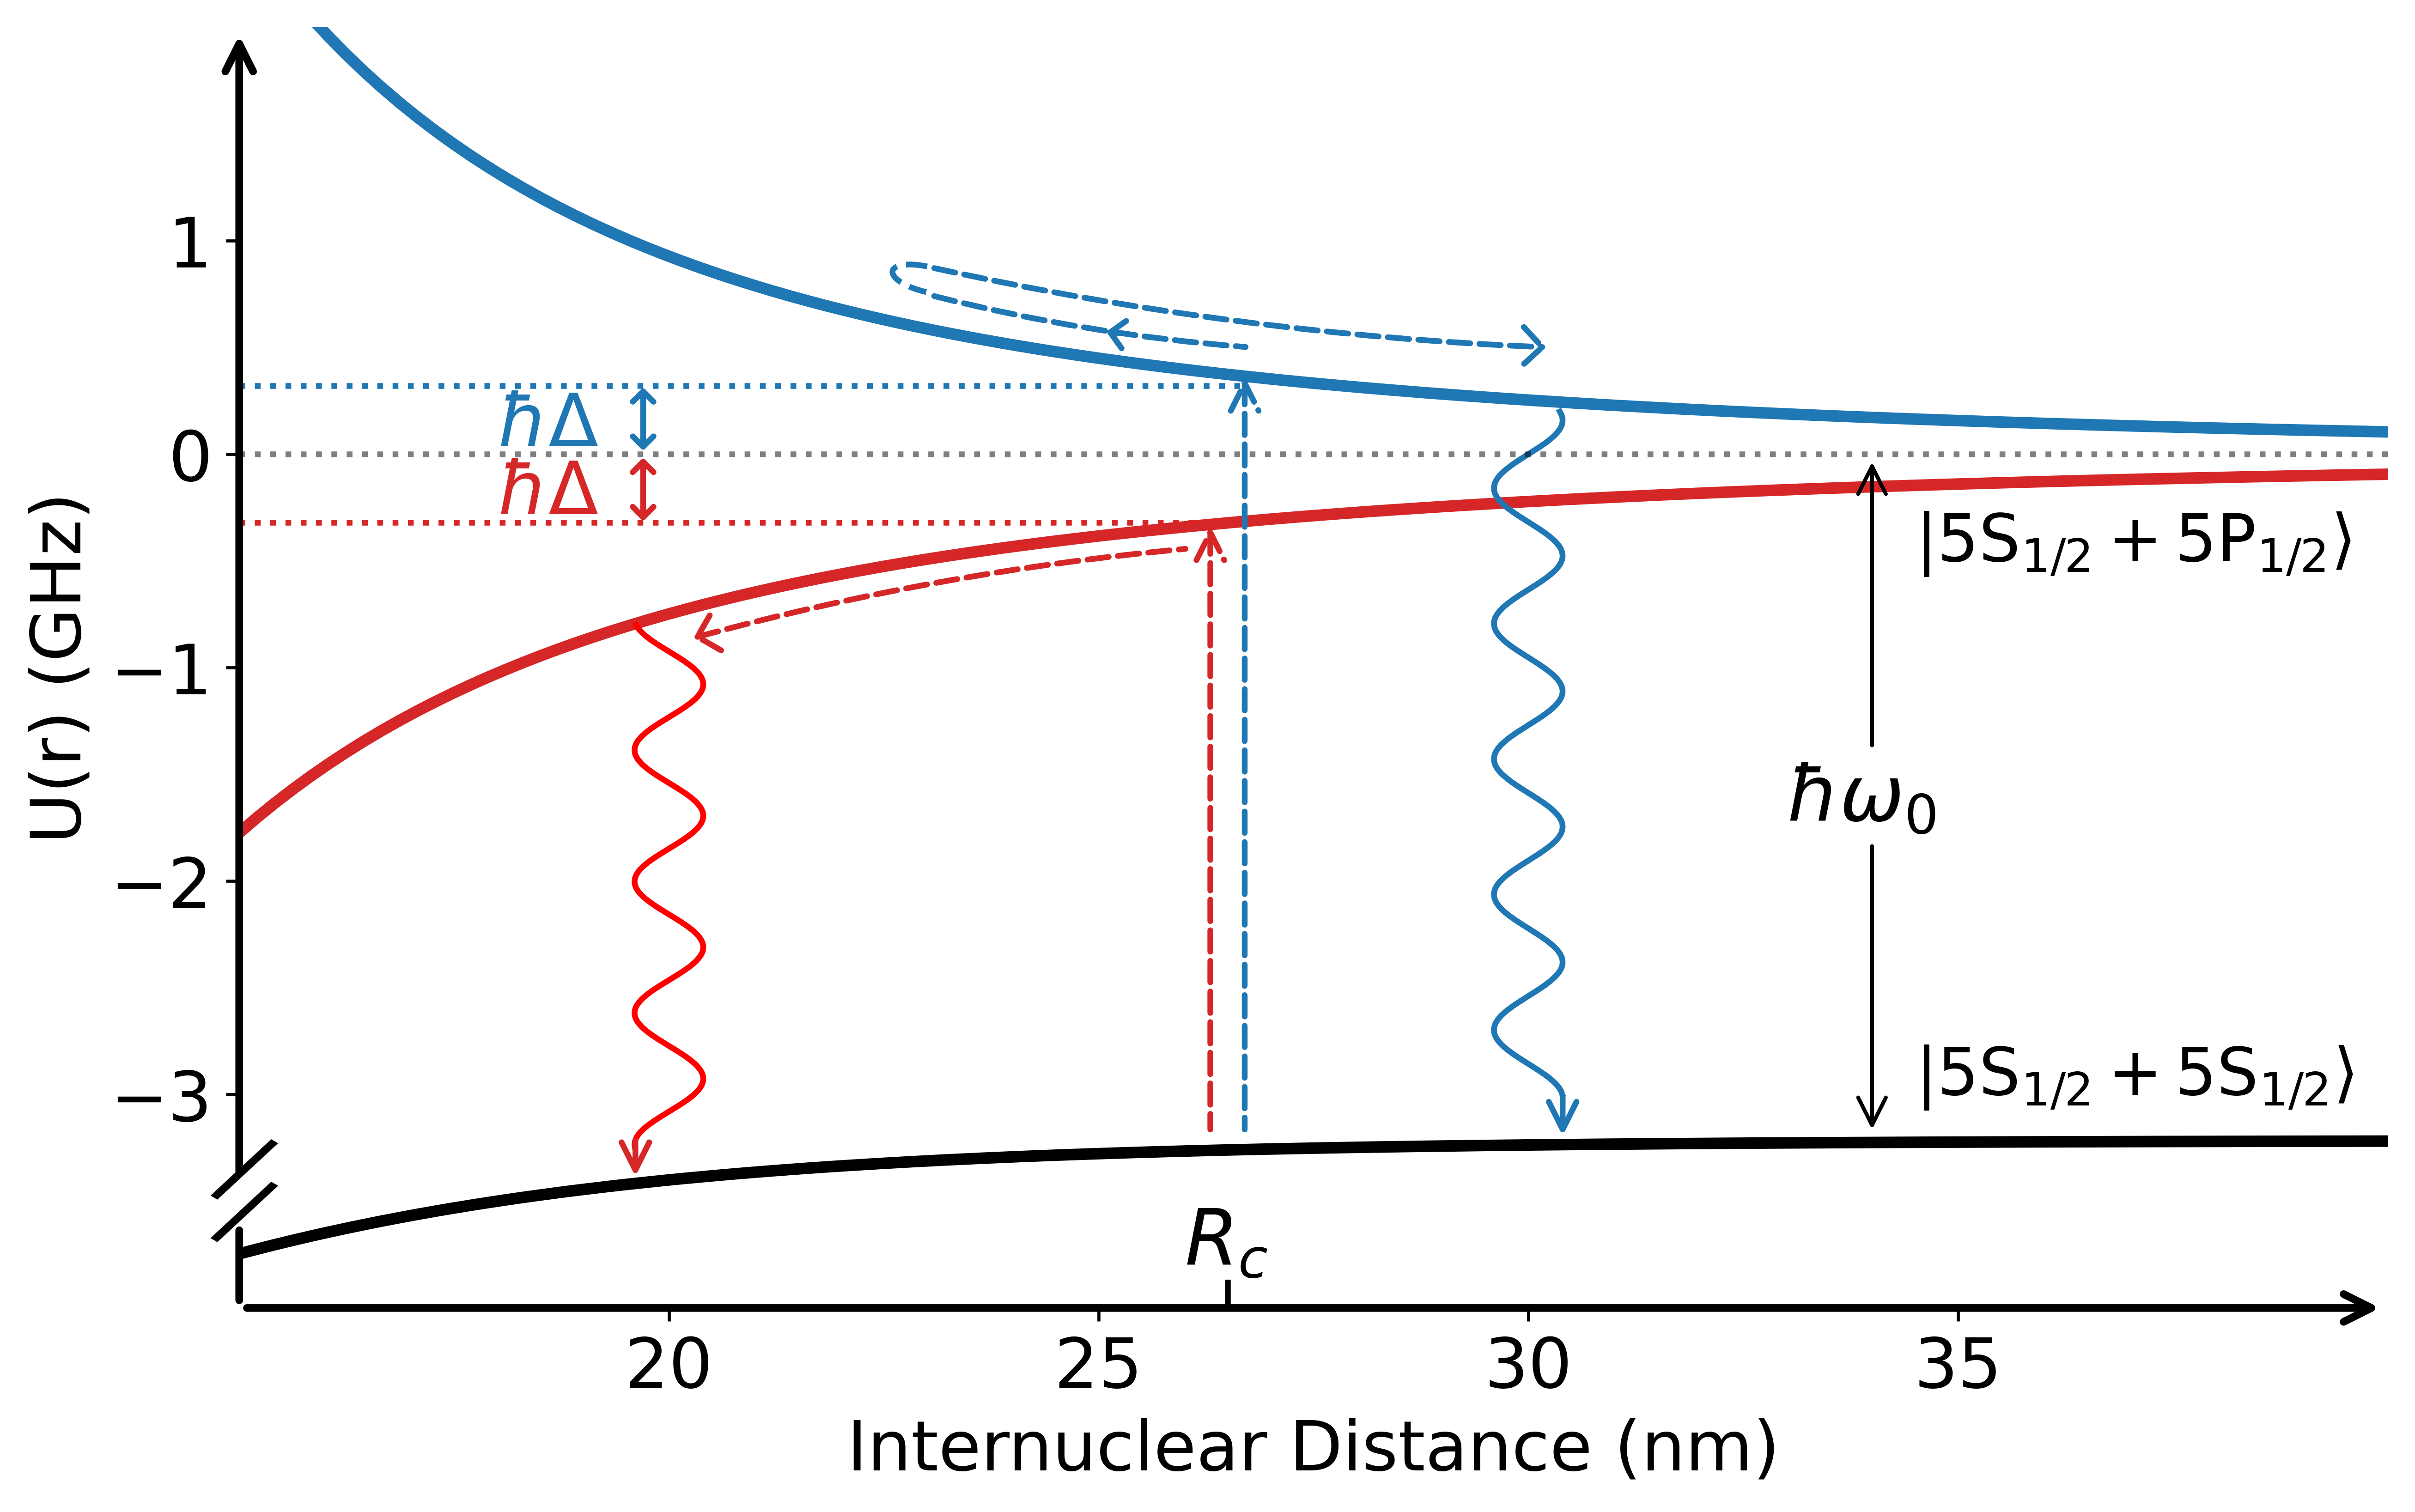 U(r) (GHz)
1
0
−1
−2
−3
ħΔ
ħΔ
|5S1/2 + 5P1/2⟩
ħω0
|5S1/2 + 5S1/2⟩
Rc
20 25 30 35
Internuclear Distance (nm)